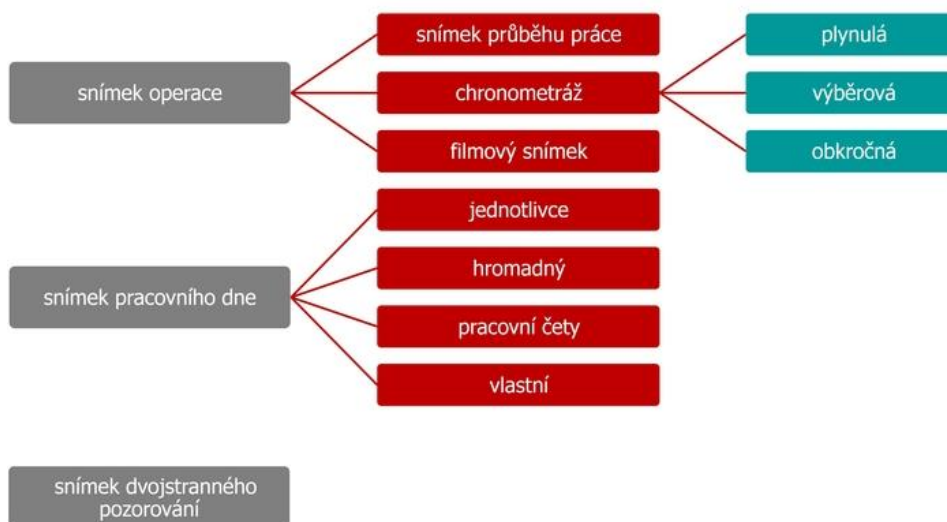 snímek operace
snímek průběhu práce
chronometráž
filmový snímek
plynulá
výběrová
obkročná
snímek pracovního dne
jednotlivce
hromadný
pracovní čety
vlastní
snímek dvojstranného
pozorování